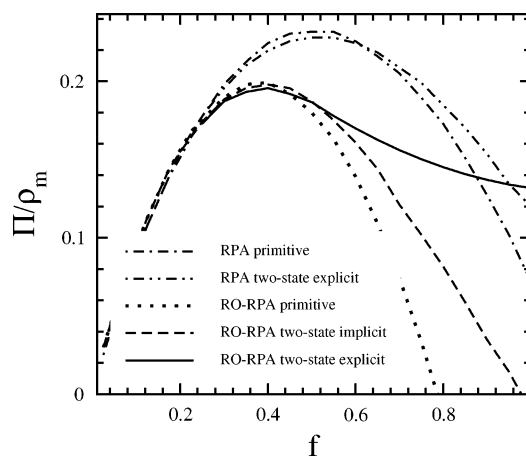 0.2
Π/ρm
0.1
RPA primitive
RPA two-state explicit
RO-RPA primitive
RO-RPA two-state implicit
RO-RPA two-state explicit
0
0.2 0.4 0.6 0.8
f